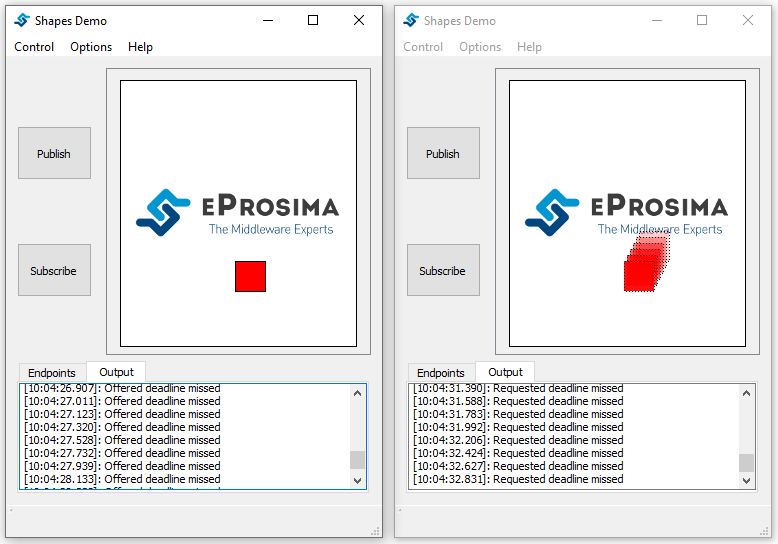 Shapes Demo
Control Options Help
Publish
Subscribe
EPROSIMA
The Middleware Experts
Endpoints Output
[10:04:26.907]: Offered deadline missed
[10:04:27.011]: Offered deadline missed
[10:04:27.123]: Offered deadline missed
[10:04:27.320]: Offered deadline missed
[10:04:27.528]: Offered deadline missed
[10:04:27.732]: Offered deadline missed
[10:04:27.939]: Offered deadline missed
[10:04:28.133]: Offered deadline missed
Shapes Demo
Control Options Help
Publish
Subscribe
EPROSIMA
The Middleware Experts
Endpoints Output
[10:04:31.390]: Requested deadline missed
[10:04:31.588]: Requested deadline missed
[10:04:31.783]: Requested deadline missed
[10:04:31.992]: Requested deadline missed
[10:04:32.206]: Requested deadline missed
[10:04:32.424]: Requested deadline missed
[10:04:32.627]: Requested deadline missed
[10:04:32.831]: Requested deadline missed